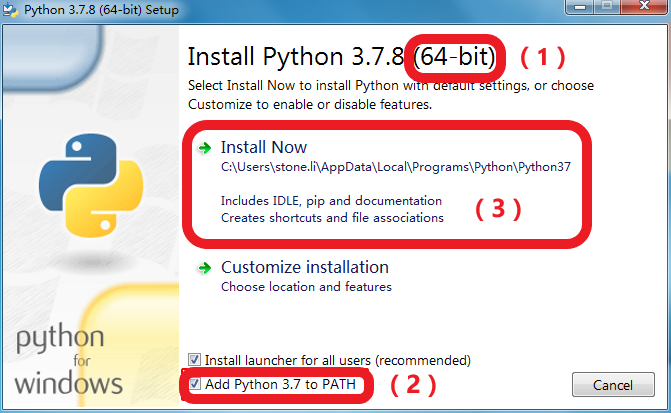 Python 3.7.8 (64-bit) Setup
Install Python 3.7.8 (64-bit) (1)
Select Install Now to install Python with default settings, or choose
Customize to enable or disable features.
Install Now
C:\Users\stone.li\AppData\Local\Programs\Python\Python37
Includes IDLE, pip and documentation
Creates shortcuts and file associations
(3)
Customize installation
Choose location and features
python
for
windows
Install launcher for all users (recommended)
Add Python 3.7 to PATH (2)
Cancel